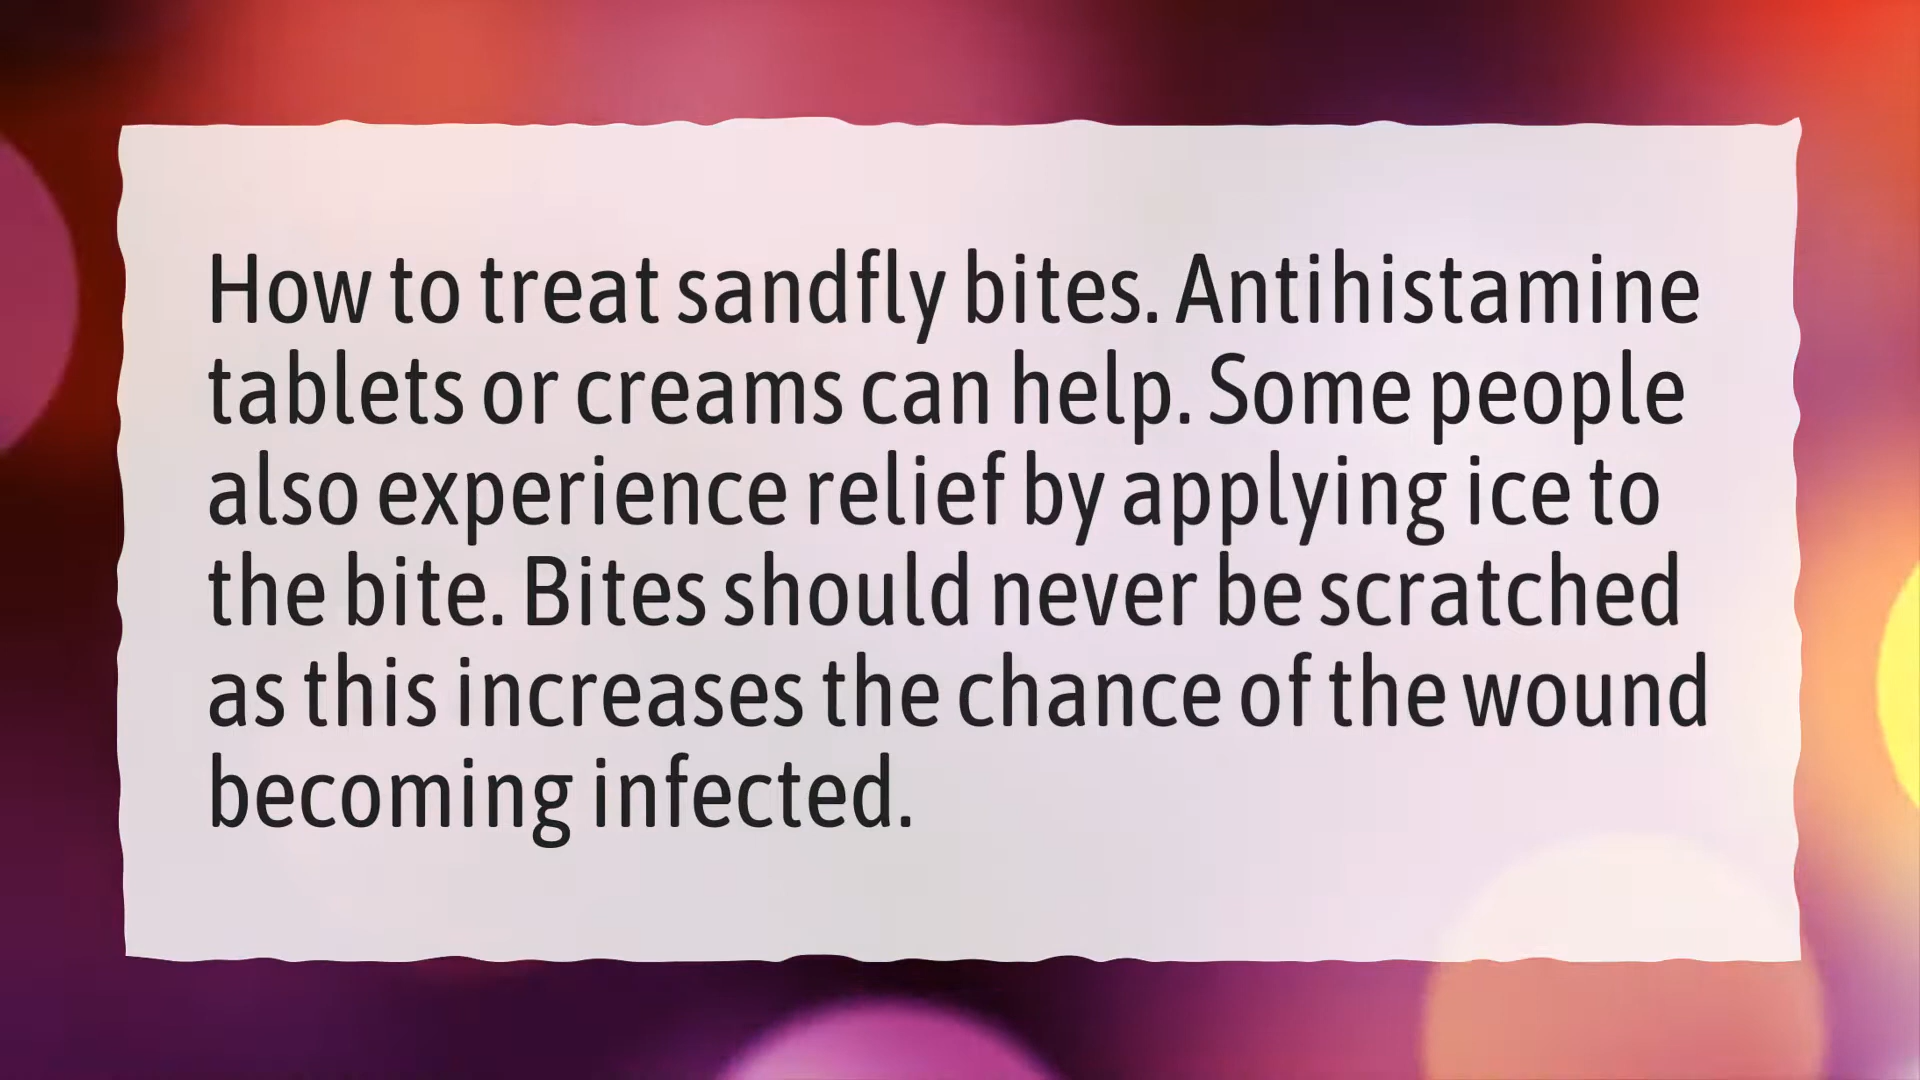 How to treat sandfly bites. Antihistamine
tablets or creams can help. Some people
also experience relief by applying ice to
the bite. Bites should never be scratched
as this increases the chance of the wound
becoming infected.